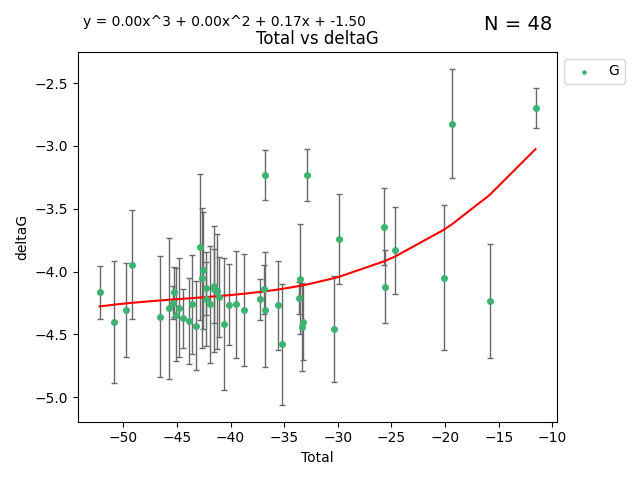 y = 0.00x^3 + 0.00x^2 + 0.17x + -1.50
N = 48
Total vs deltaG
G
−2.5
−3.0
−3.5
−4.0
−4.5
−5.0
deltaG
−50 −45 −40 −35 −30 −25 −20 −15 −10
Total